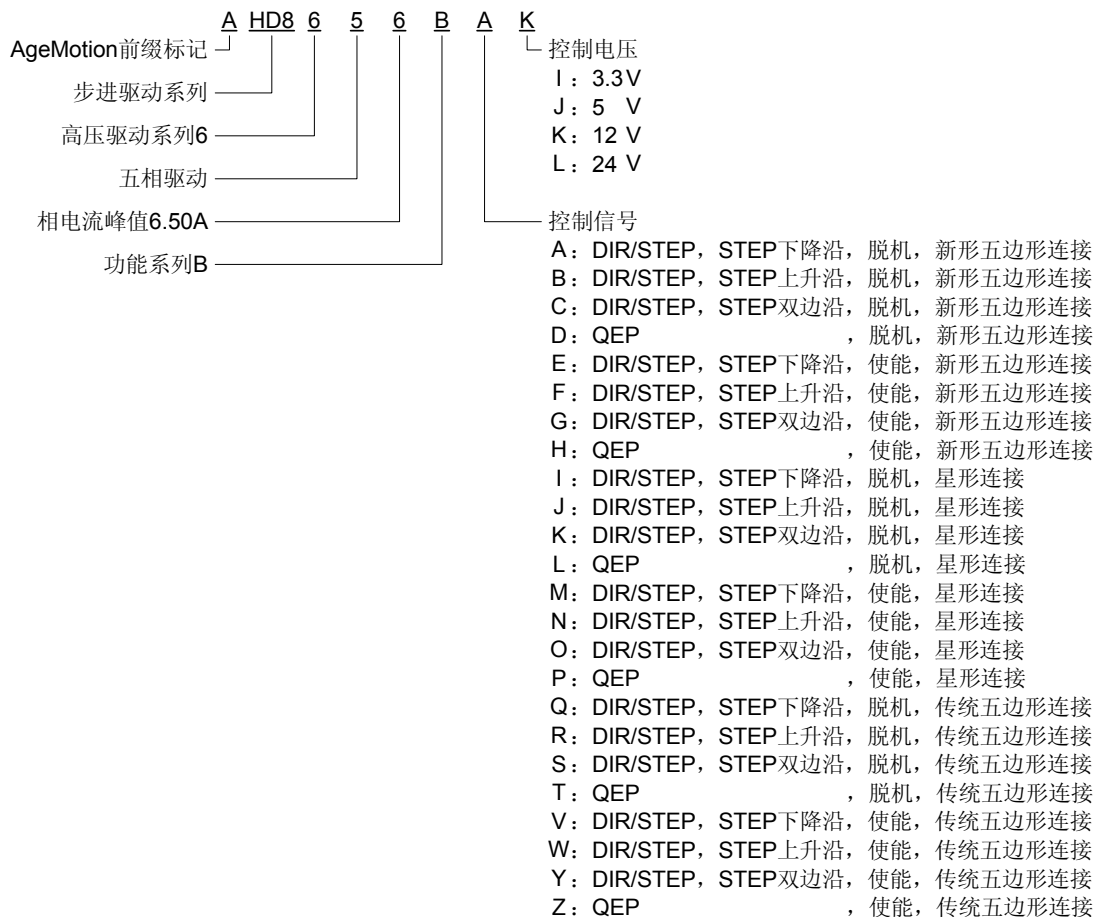 A HD8 6 5 6 B A K
AgeMotion前缀标记
步进驱动系列
高压驱动系列6
五相驱动
相电流峰值6.50A
功能系列B
控制电压
I：3.3V
J：5 V
K：12 V
L：24 V
控制信号
A：DIR/STEP，STEP下降沿，脱机，新形五边形连接
B：DIR/STEP，STEP上升沿，脱机，新形五边形连接
C：DIR/STEP，STEP双边沿，脱机，新形五边形连接
D：QEP ，脱机，新形五边形连接
E：DIR/STEP，STEP下降沿，使能，新形五边形连接
F：DIR/STEP，STEP上升沿，使能，新形五边形连接
G：DIR/STEP，STEP双边沿，使能，新形五边形连接
H：QEP ，使能，新形五边形连接
I：DIR/STEP，STEP下降沿，脱机，星形连接
J：DIR/STEP，STEP上升沿，脱机，星形连接
K：DIR/STEP，STEP双边沿，脱机，星形连接
L：QEP ，脱机，星形连接
M：DIR/STEP，STEP下降沿，使能，星形连接
N：DIR/STEP，STEP上升沿，使能，星形连接
O：DIR/STEP，STEP双边沿，使能，星形连接
P：QEP ，使能，星形连接
Q：DIR/STEP，STEP下降沿，脱机，传统五边形连接
R：DIR/STEP，STEP上升沿，脱机，传统五边形连接
S：DIR/STEP，STEP双边沿，脱机，传统五边形连接
T：QEP ，脱机，传统五边形连接
V：DIR/STEP，STEP下降沿，使能，传统五边形连接
W：DIR/STEP，STEP上升沿，使能，传统五边形连接
Y：DIR/STEP，STEP双边沿，使能，传统五边形连接
Z：QEP ，使能，传统五边形连接